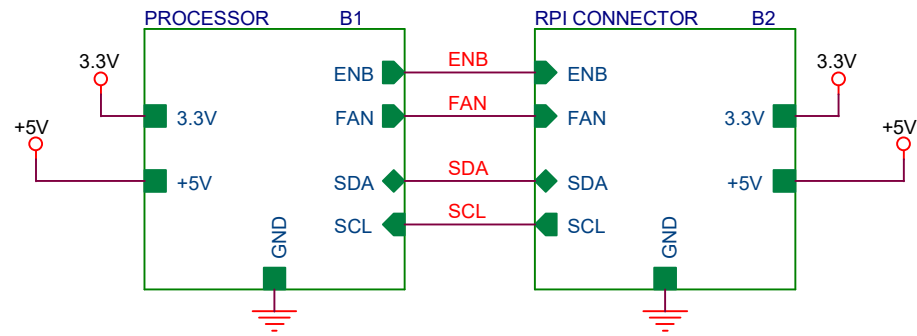 PROCESSOR B1 RPI CONNECTOR B2
ENB ENB ENB
3.3V 3.3V
3.3V FAN FAN FAN 3.3V
+5V +5V
+5V SDA SDA SDA +5V
SCL SCL SCL
GND GND